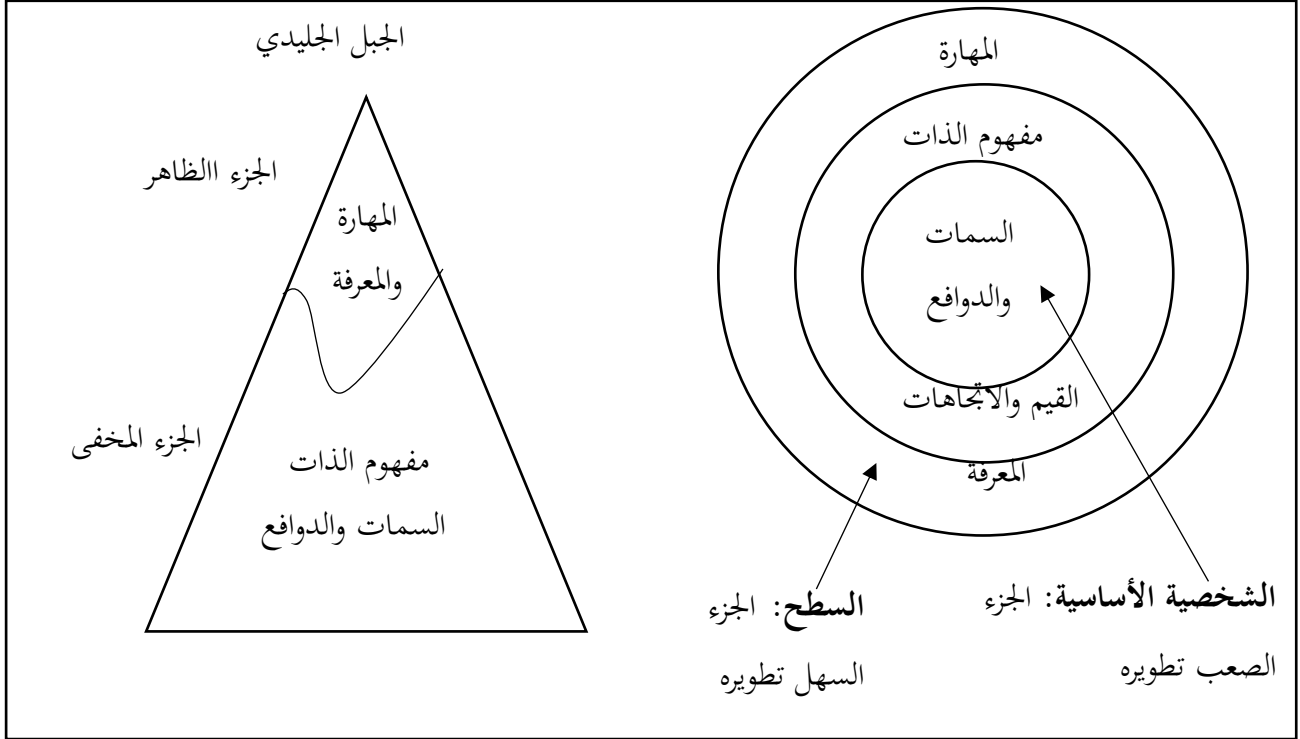 الجبل الجليدي
الجزء االظاهر
المهارة
والمعرفة
الجزء المخفى
مفهوم الذات
السمات والدوافع
المهارة
مفهوم الذات
السمات
والدوافع
القيم والاتجاهات
المعرفة
الشخصية الأساسية: الجزء
الصعب تطويره
السطح: الجزء
السهل تطويره